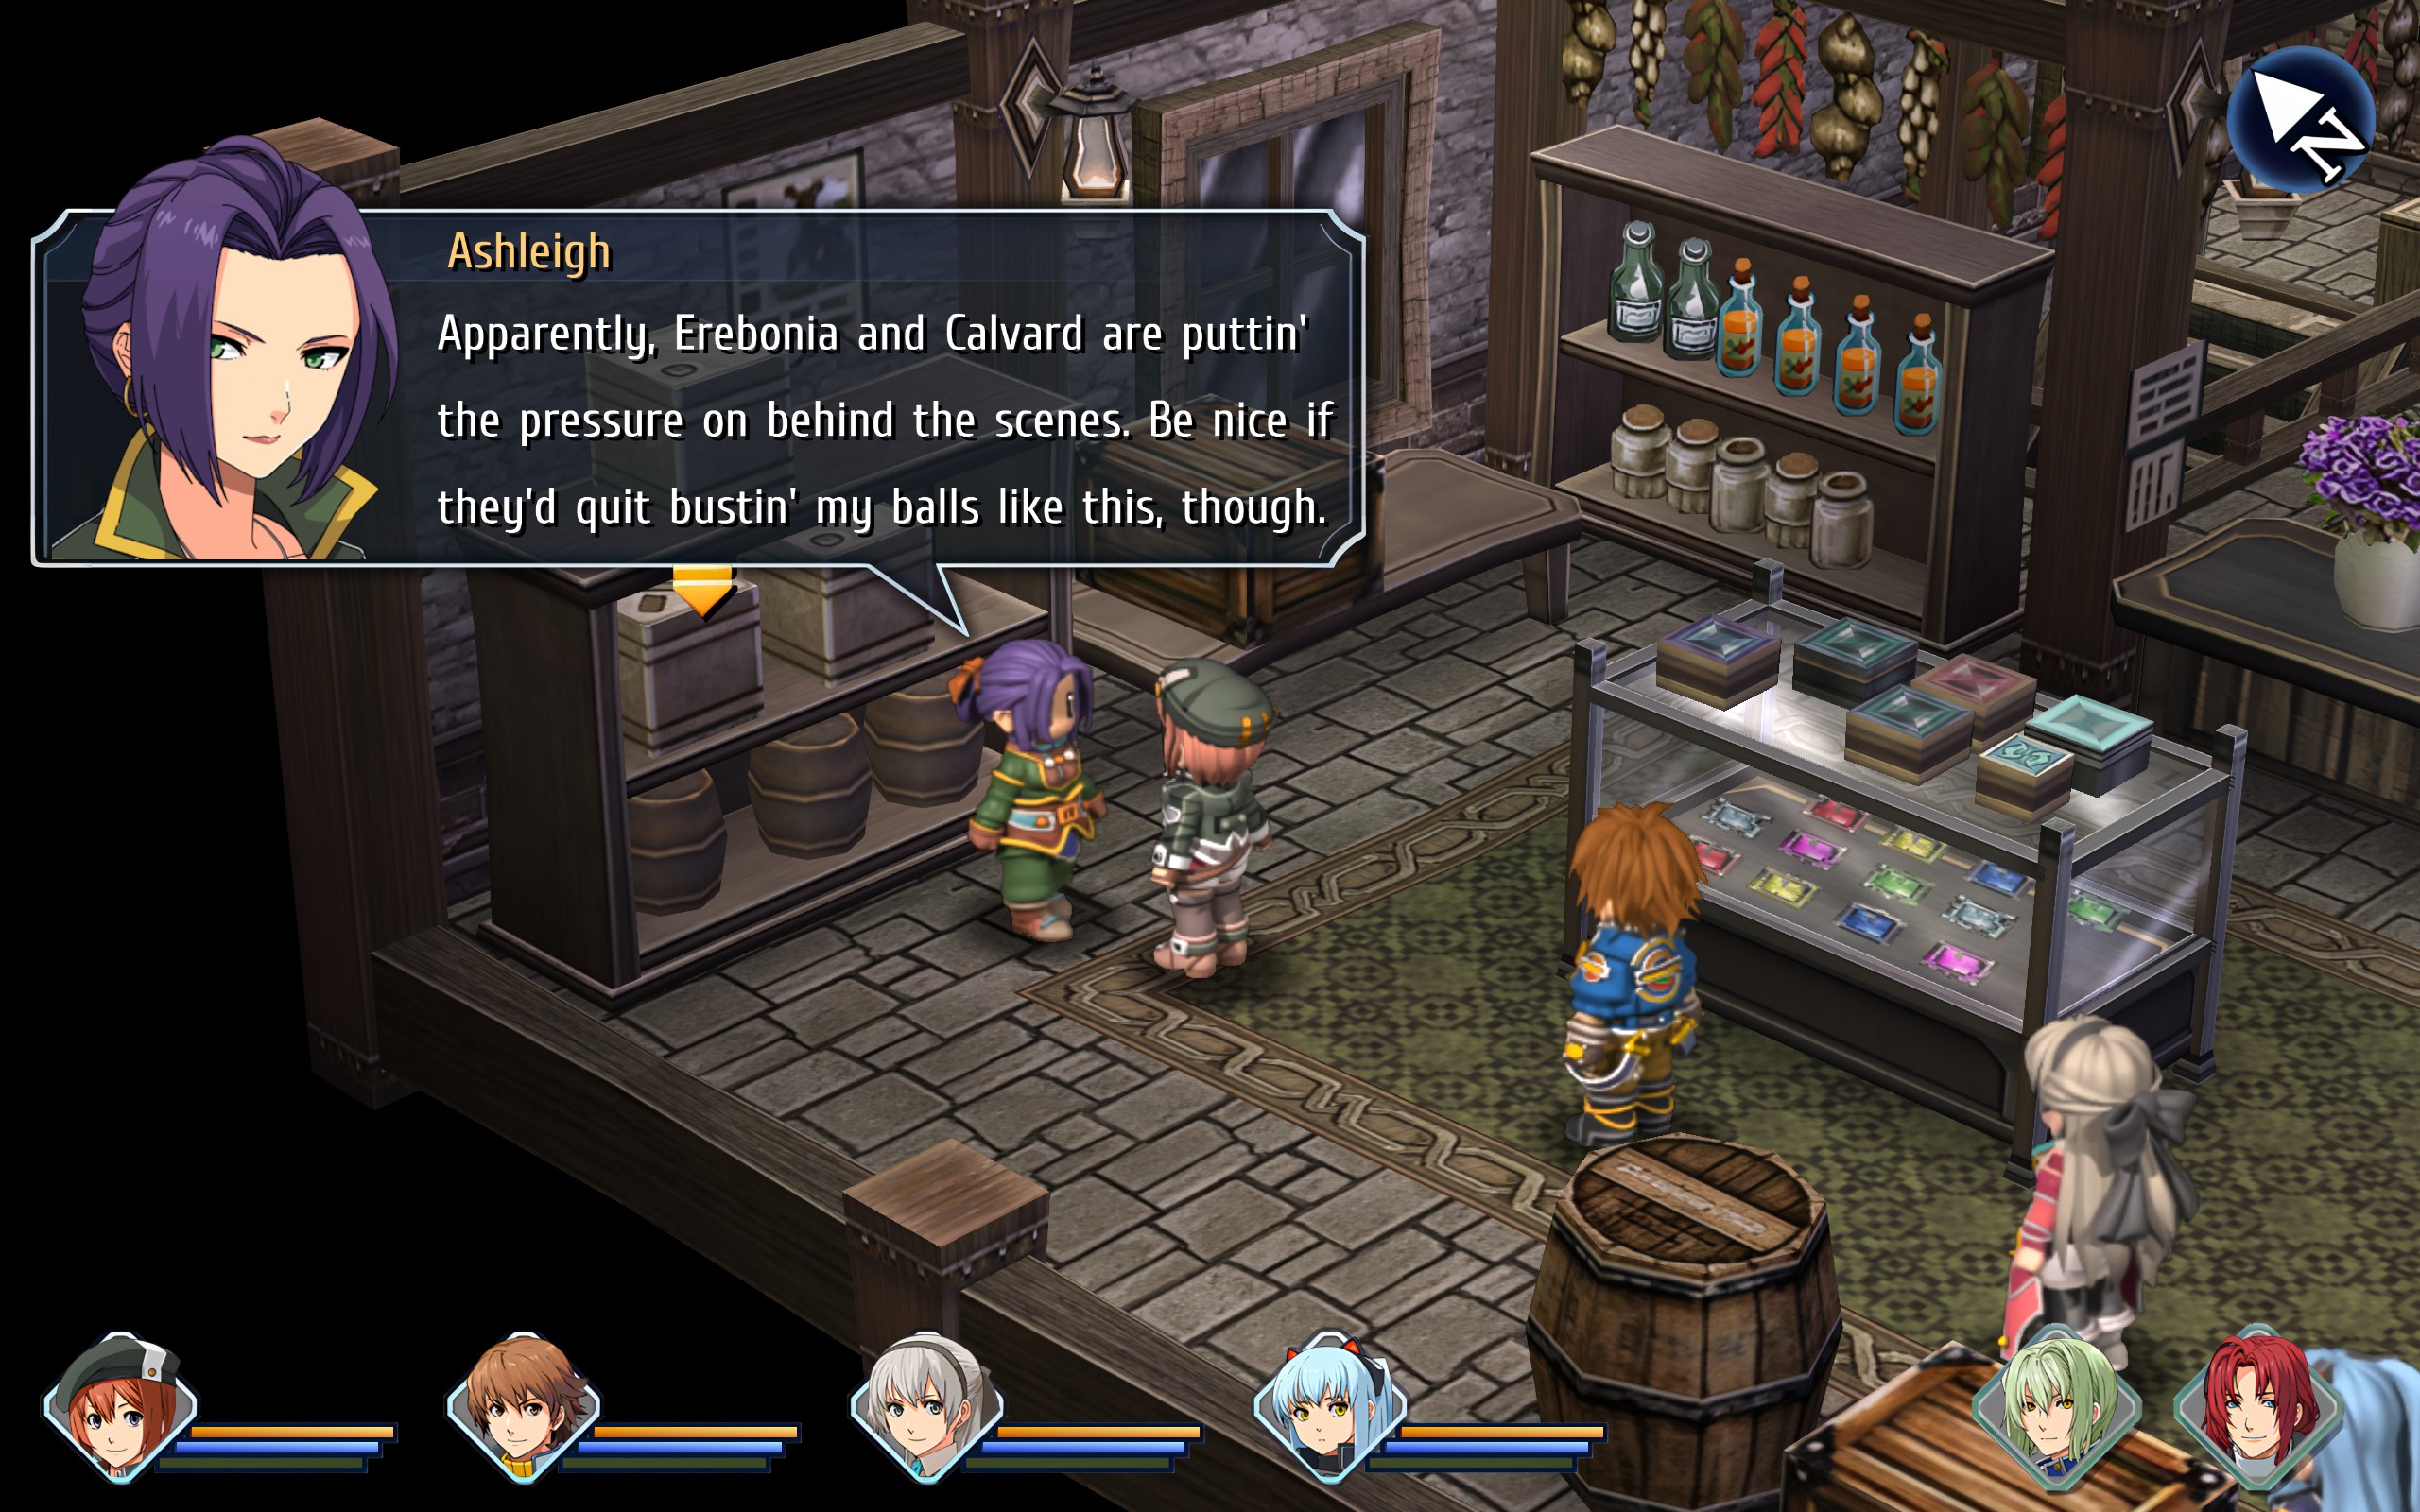 Ashleigh
Apparently, Erebonia and Calvard are puttin'
the pressure on behind the scenes. Be nice if
they'd quit bustin' my balls like this, though.
N